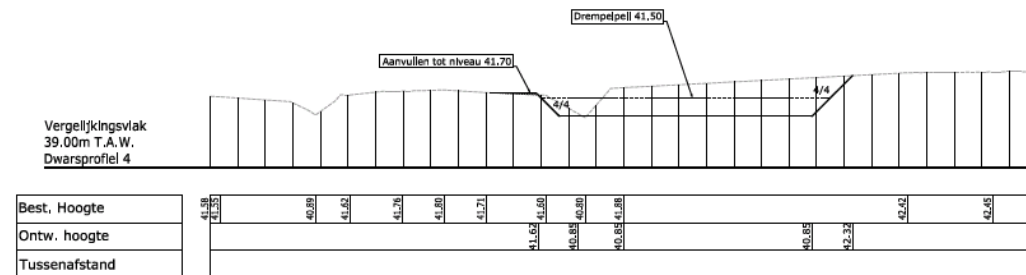 Drempelpeil 41,50
Aanvullen tot niveau 41.70
4/4
4/4
Vergelijkingsvlak
39.00m T.A.W.
Dwarsprofiel 4
Best. Hoogte 41.58 41.55 40.89 41.62 41.76 41.80 41.71 41.60 40.80 41.88 42.42 42.45
Ontw. hoogte 41.62 40.85 40.85 40.85 42.32
Tussenafstand